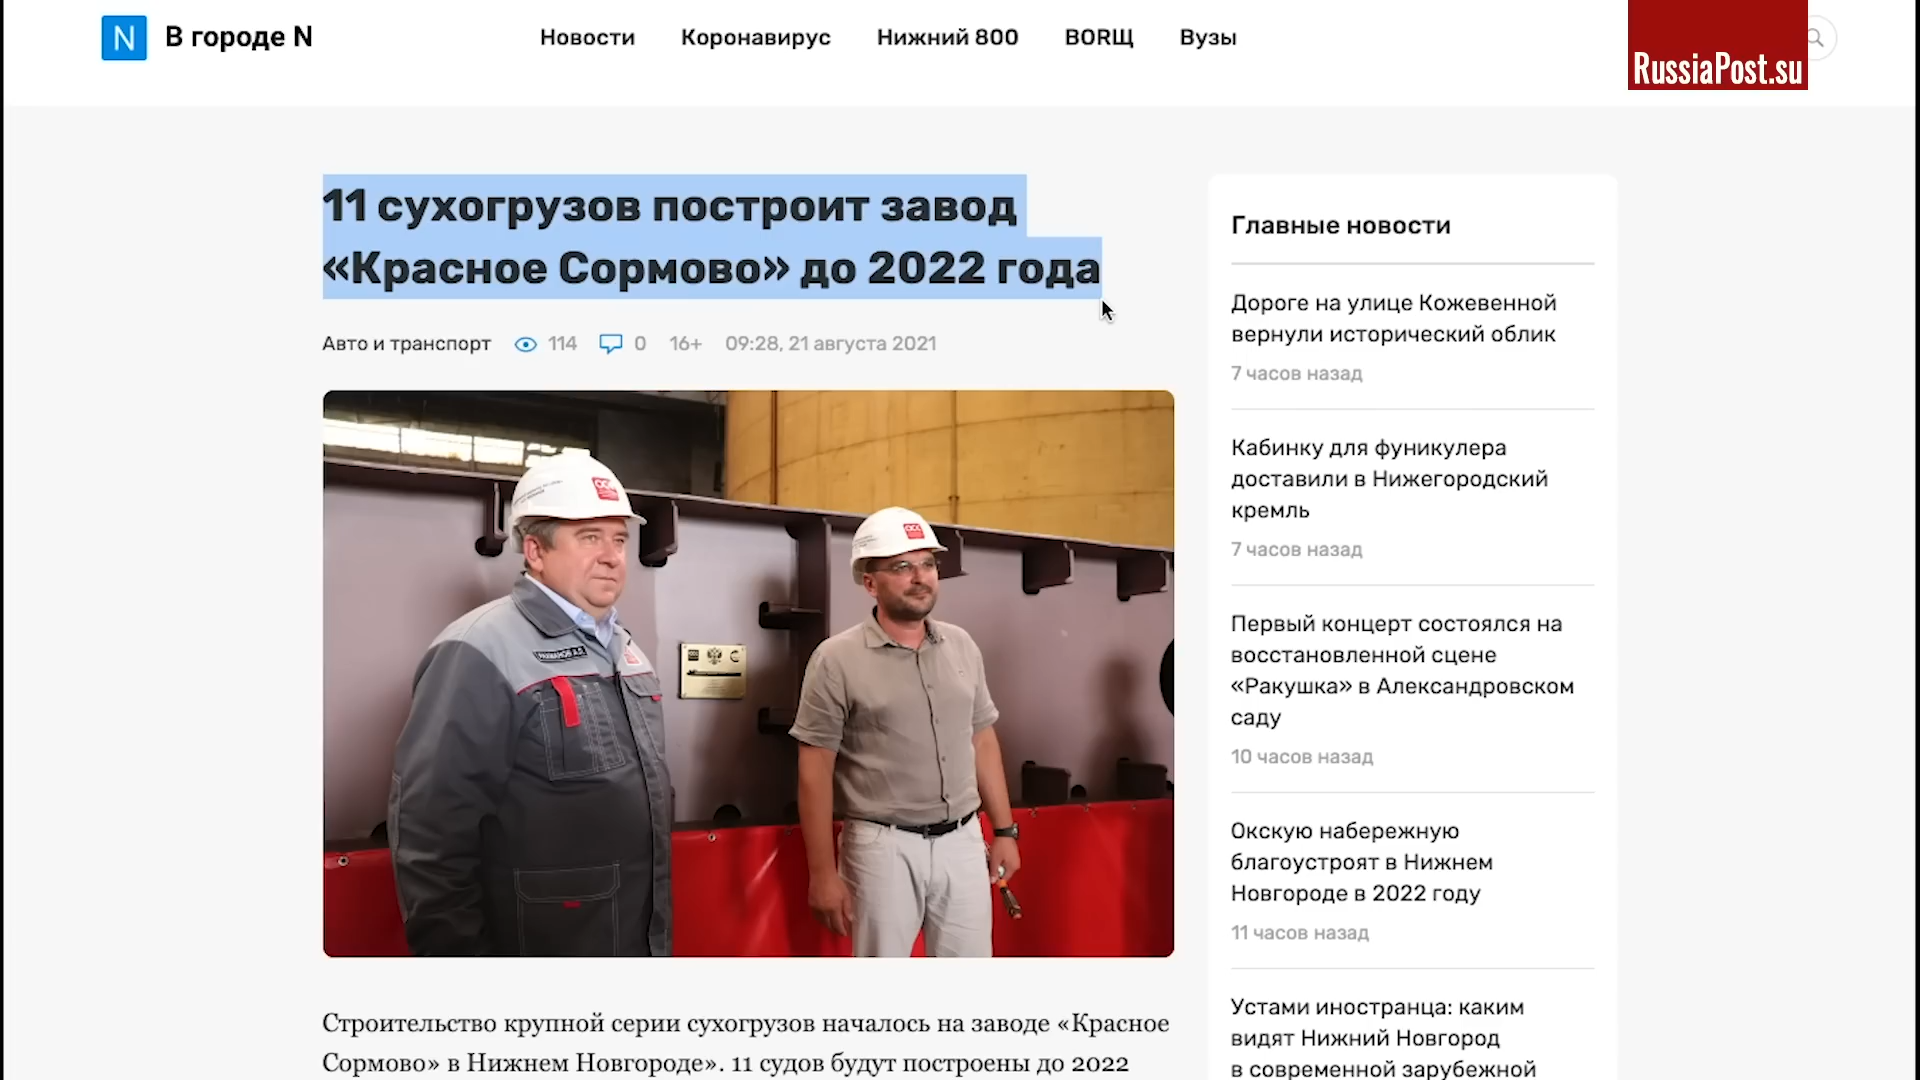 N В городе N
Новости Коронавирус Нижний 800 BORЩ Вузы
RussiaPost.su
11 сухогрузов построит завод
«Красное Сормово» до 2022 года
Авто и транспорт 114 0 16+ 09:28, 21 августа 2021
Строительство крупной серии сухогрузов началось на заводе «Красное
Сормово» в Нижнем Новгороде». 11 судов будут построены до 2022
Главные новости
Дороге на улице Кожевенной
вернули исторический облик
7 часов назад
Кабинку для фуникулера
доставили в Нижегородский
кремль
7 часов назад
Первый концерт состоялся на
восстановленной сцене
«Ракушка» в Александровском
саду
10 часов назад
Окскую набережную
благоустроят в Нижнем
Новгороде в 2022 году
11 часов назад
Устами иностранца: каким
видят Нижний Новгород
в современной зарубежной